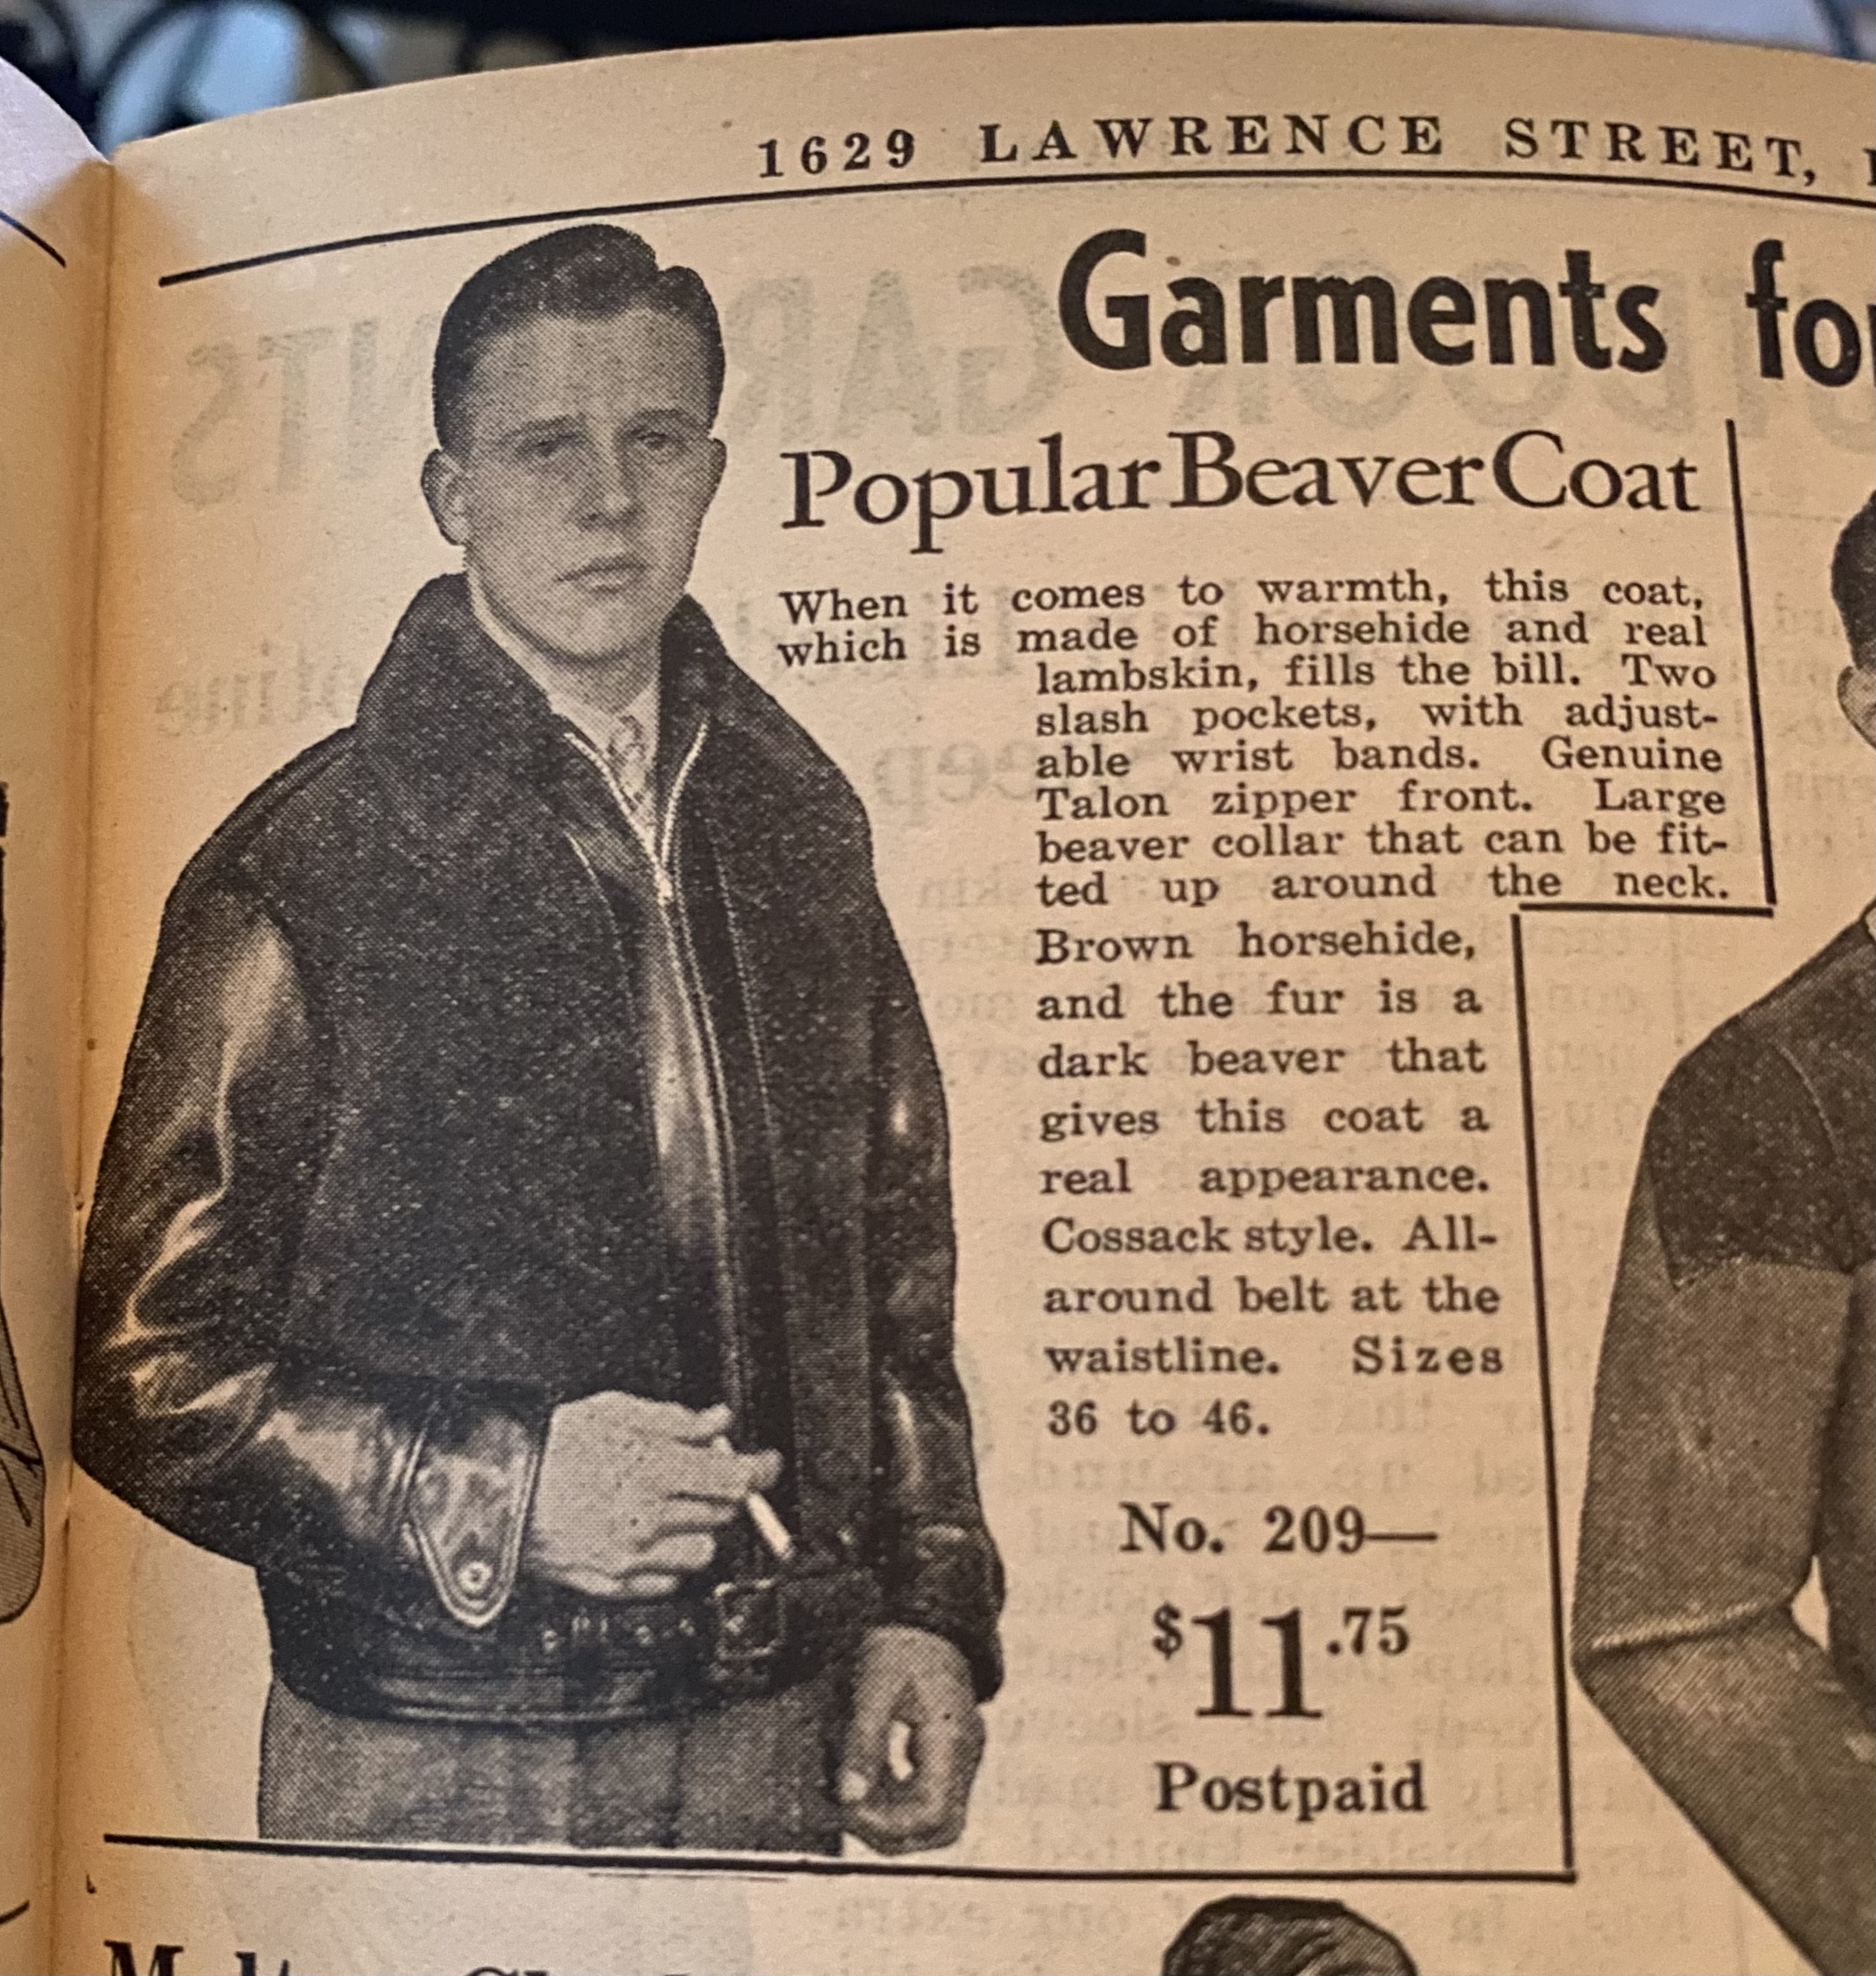 1629 LAWRENCE STREET,
Garments for
Popular Beaver Coat
When it comes to warmth, this coat,
which is made of horsehide and real
lambskin, fills the bill. Two
slash pockets, with adjust-
able wrist bands. Genuine
Talon zipper front. Large
beaver collar that can be fit-
ted up around the neck.
Brown horsehide,
and the fur is a
dark beaver that
gives this coat a
real appearance.
Cossack style. All-
around belt at the
waistline. Sizes
36 to 46.
No. 209—
$11.75
Postpaid